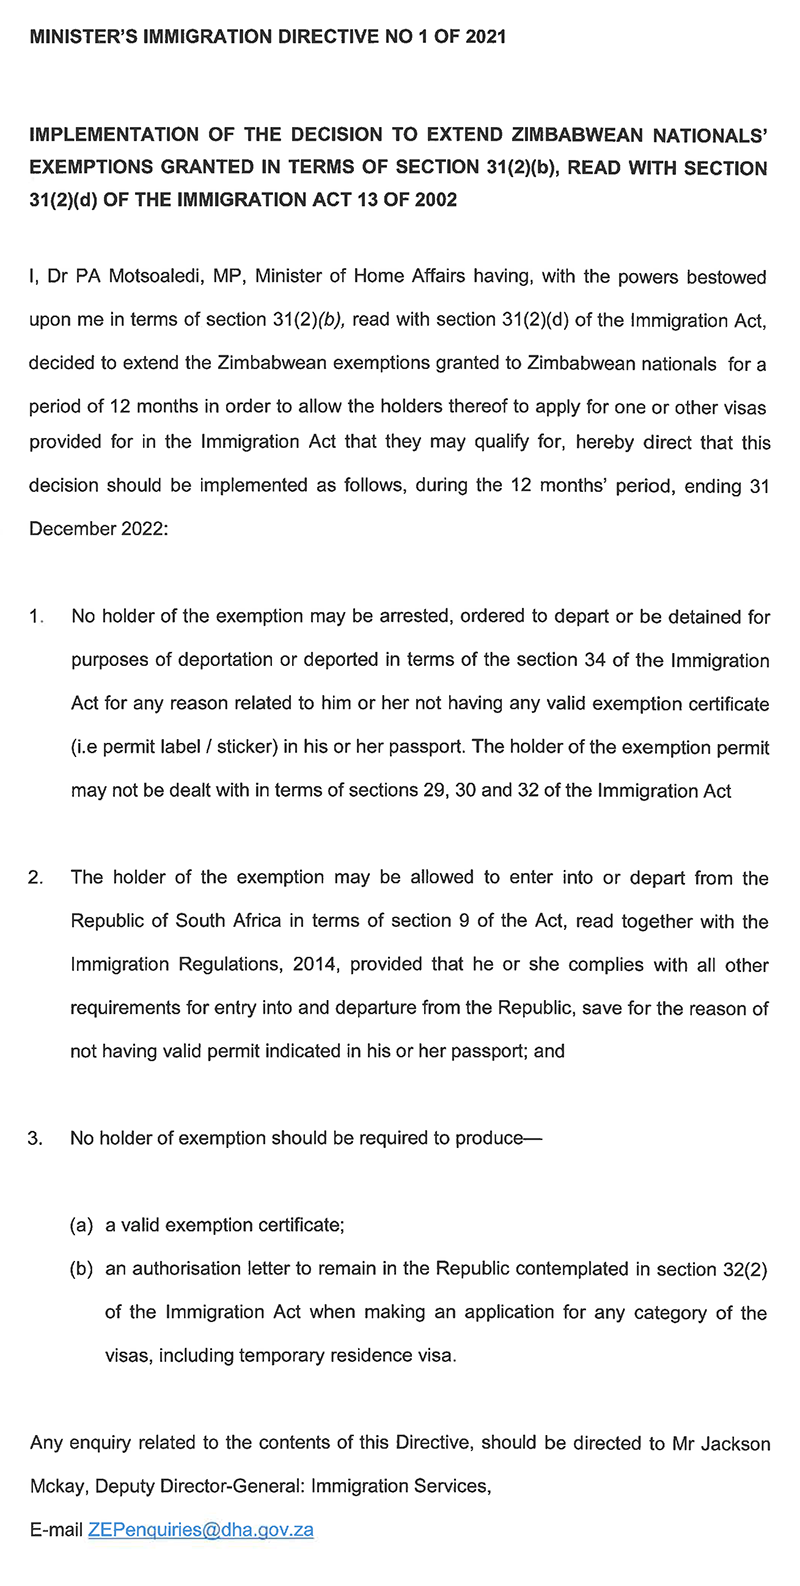 MINISTER'S IMMIGRATION DIRECTIVE NO 1 OF 2021
IMPLEMENTATION OF THE DECISION TO EXTEND ZIMBABWEAN NATIONALS'
EXEMPTIONS GRANTED IN TERMS OF SECTION 31(2)(b), READ WITH SECTION
31(2)(d) OF THE IMMIGRATION ACT 13 OF 2002
I, Dr PA Motsoaledi, MP, Minister of Home Affairs having, with the powers bestowed
upon me in terms of section 31(2)(b), read with section 31(2)(d) of the Immigration Act,
decided to extend the Zimbabwean exemptions granted to Zimbabwean nationals for a
period of 12 months in order to allow the holders thereof to apply for one or other visas
provided for in the Immigration Act that they may qualify for, hereby direct that this
decision should be implemented as follows, during the 12 months' period, ending 31
December 2022:
1. No holder of the exemption may be arrested, ordered to depart or be detained for
purposes of deportation or deported in terms of the section 34 of the Immigration
Act for any reason related to him or her not having any valid exemption certificate
(i.e permit label / sticker) in his or her passport. The holder of the exemption permit
may not be dealt with in terms of sections 29, 30 and 32 of the Immigration Act
2. The holder of the exemption may be allowed to enter into or depart from the
Republic of South Africa in terms of section 9 of the Act, read together with the
Immigration Regulations, 2014, provided that he or she complies with all other
requirements for entry into and departure from the Republic, save for the reason of
not having valid permit indicated in his or her passport; and
3. No holder of exemption should be required to produce—
(a) a valid exemption certificate;
(b) an authorisation letter to remain in the Republic contemplated in section 32(2)
of the Immigration Act when making an application for any category of the
visas, including temporary residence visa.
Any enquiry related to the contents of this Directive, should be directed to Mr Jackson
Mckay, Deputy Director-General: Immigration Services,
E-mail ZEPenquiries@dha.gov.za